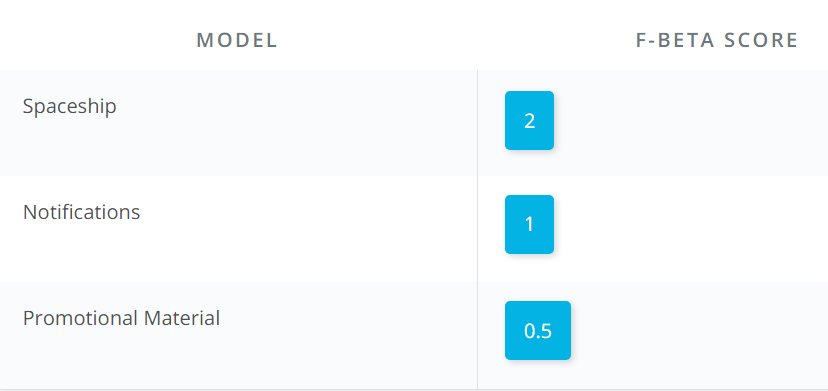 MODEL F-BETA SCORE
Spaceship 2
Notifications 1
Promotional Material 0.5